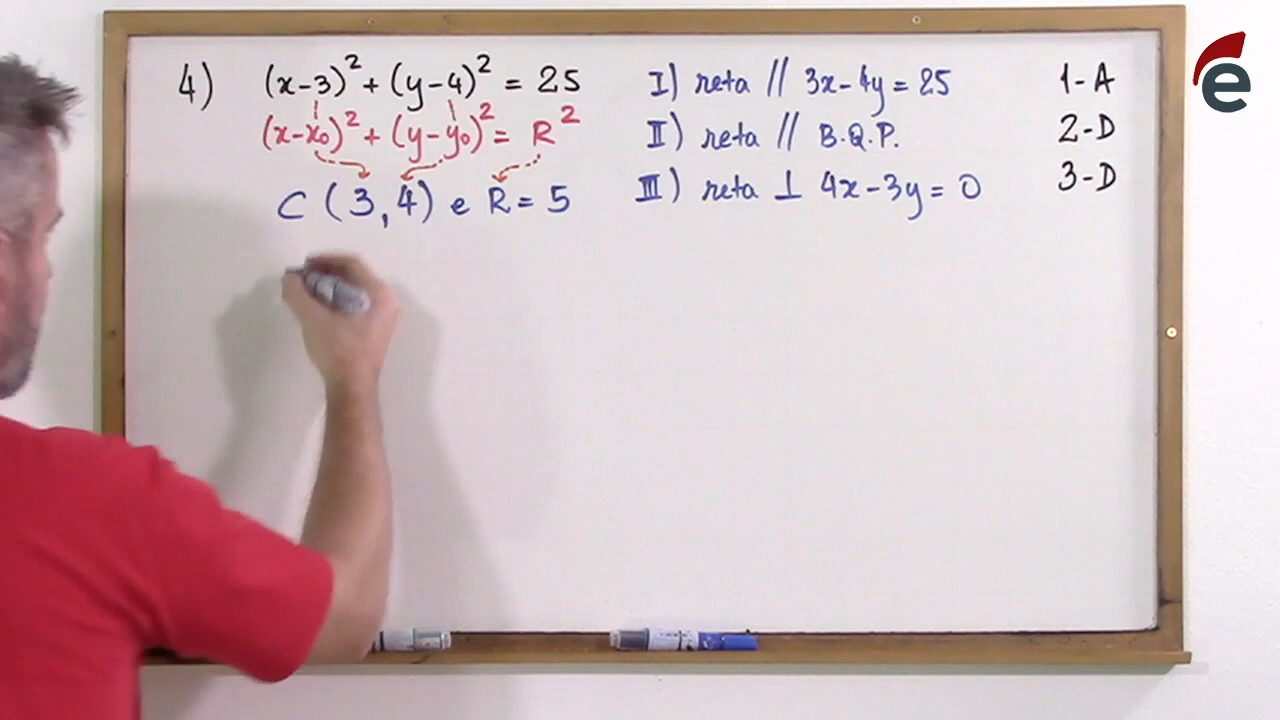 4) (x-3)² + (y-4)² = 25
(x-x₀)² + (y-y₀)² = R²
C (3,4) e R = 5
I) reta // 3x-4y = 25
II) reta // B.Q.P.
III) reta ⊥ 4x-3y = 0
1-A
2-D
3-D
e